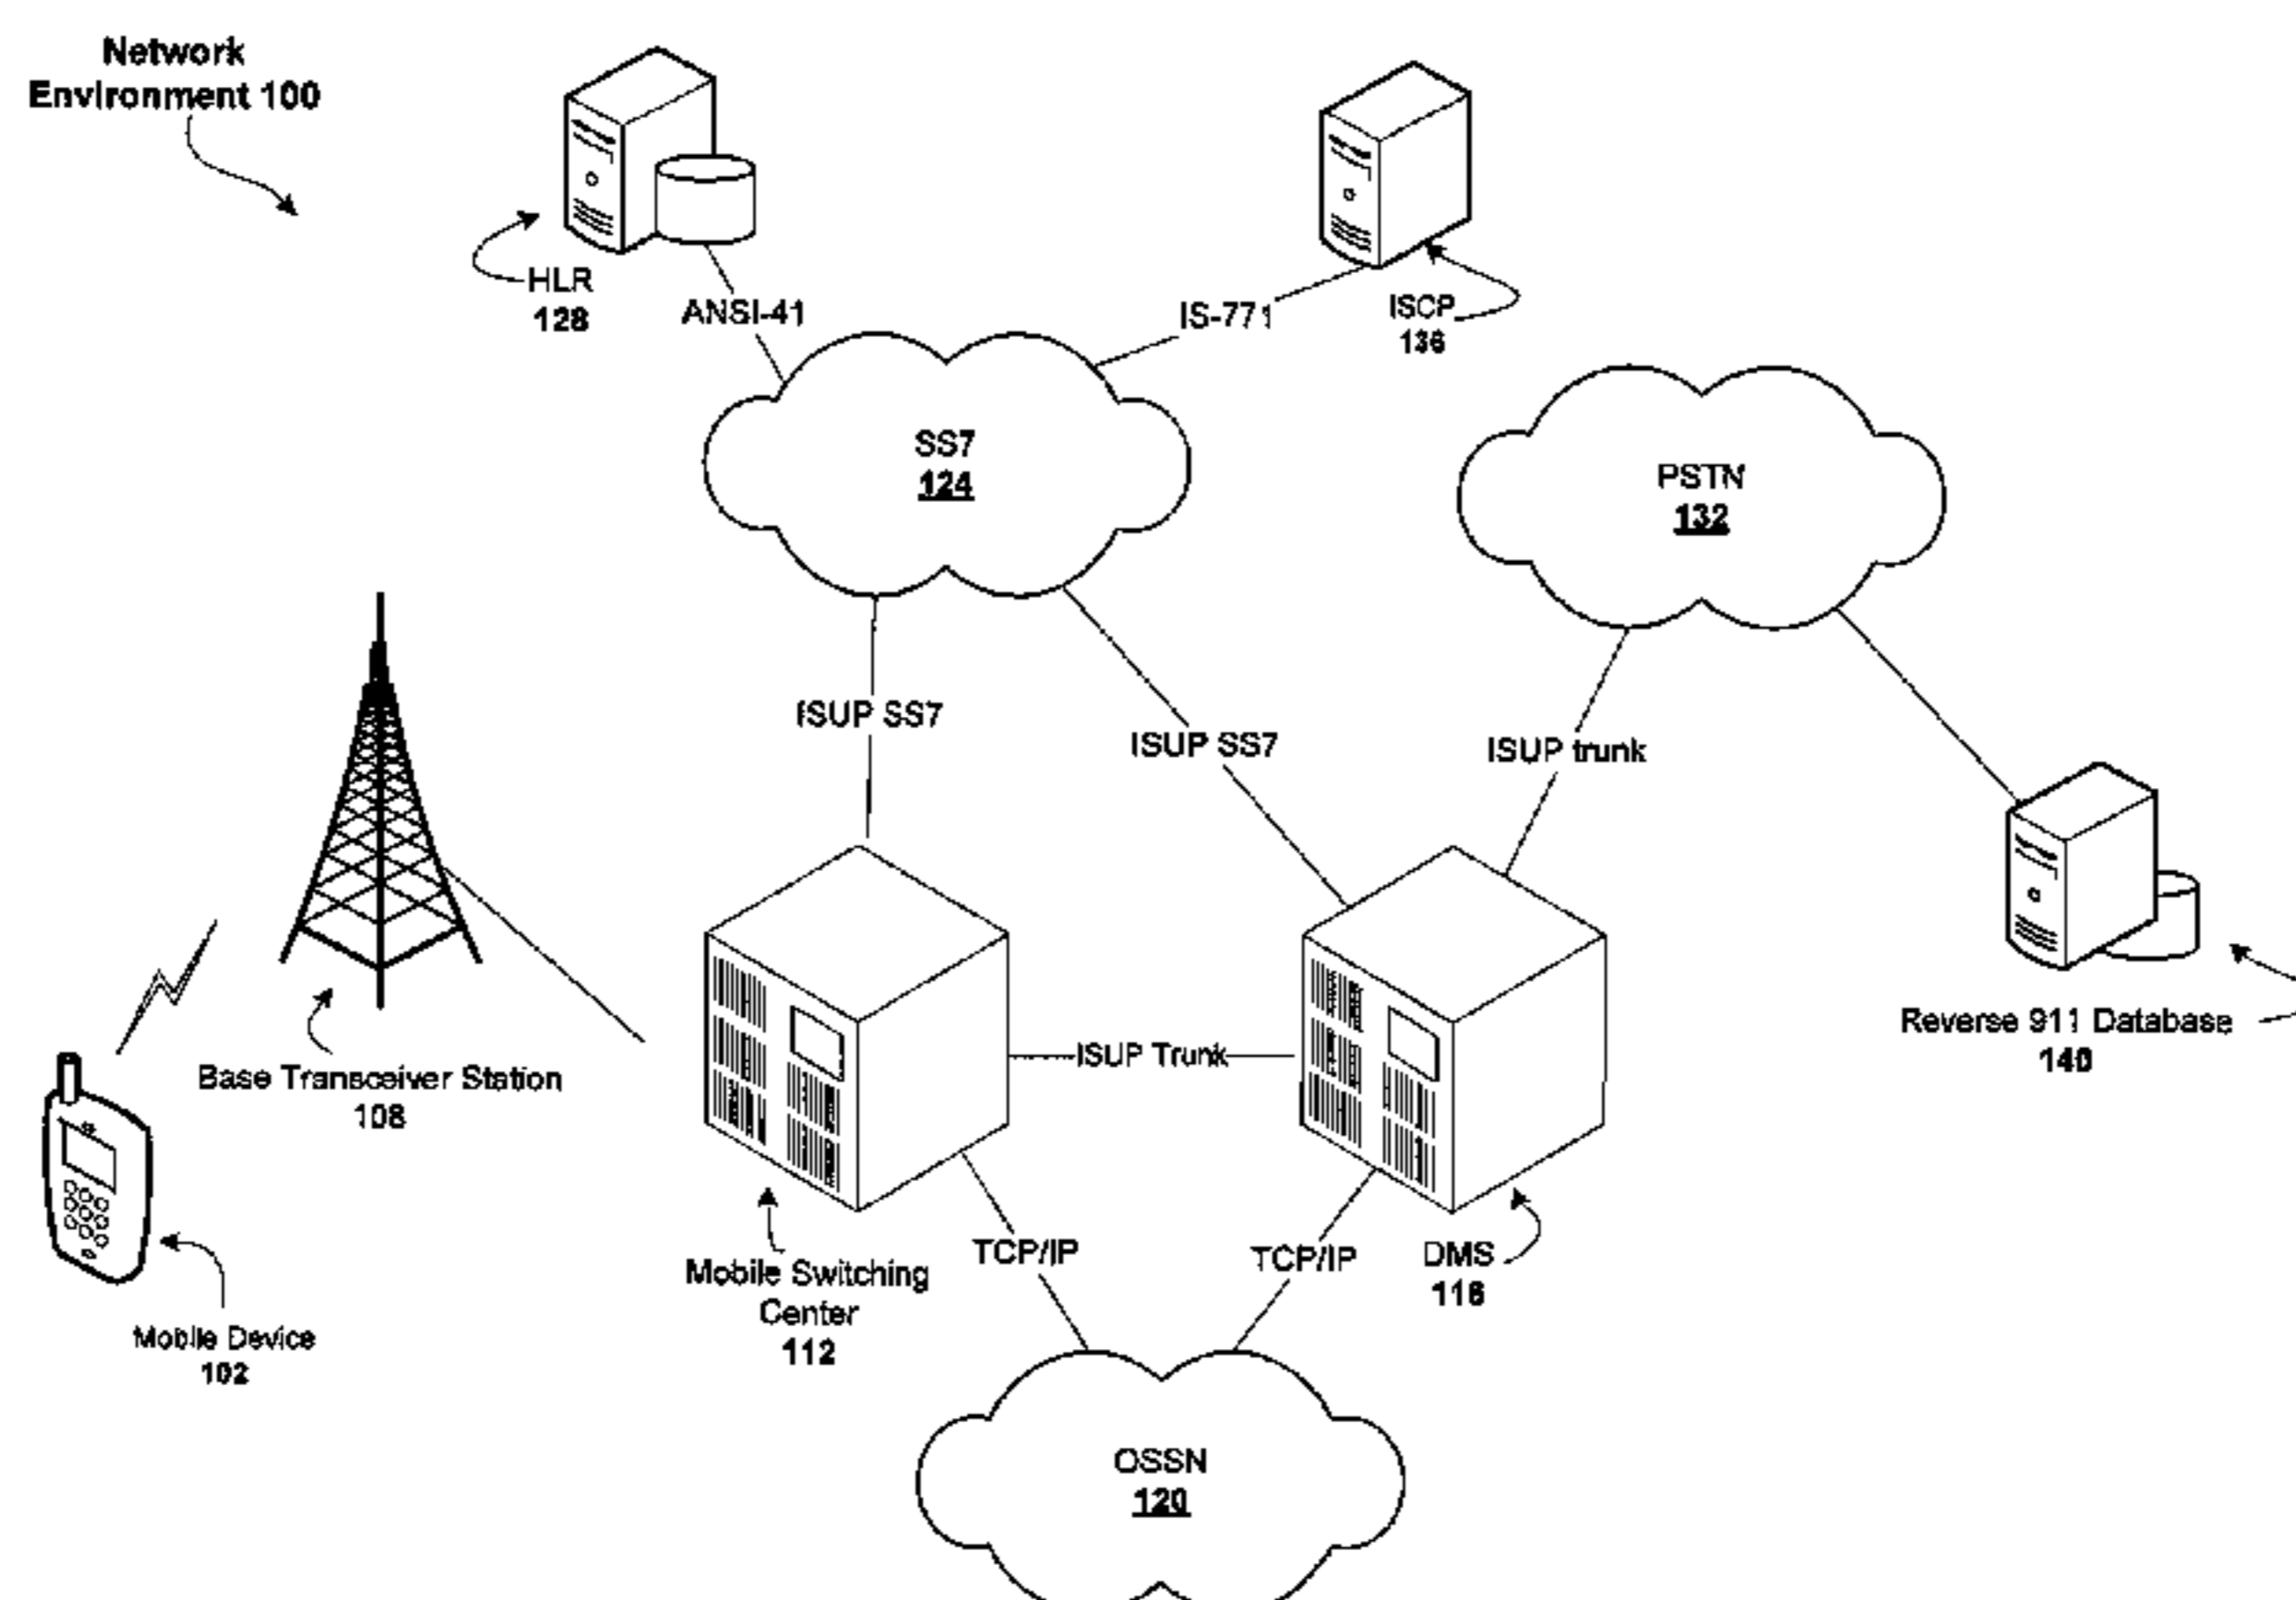 Network
Environment 100
HLR
128
ANSI-41
IS-771
ISCP
136
SS7
124
PSTN
132
ISUP SS7
ISUP SS7
ISUP trunk
Base Transceiver Station
108
ISUP Trunk
Reverse 911 Database
140
Mobile Device
102
Mobile Switching
Center
112
TCP/IP
TCP/IP
DMS
116
OSSN
120